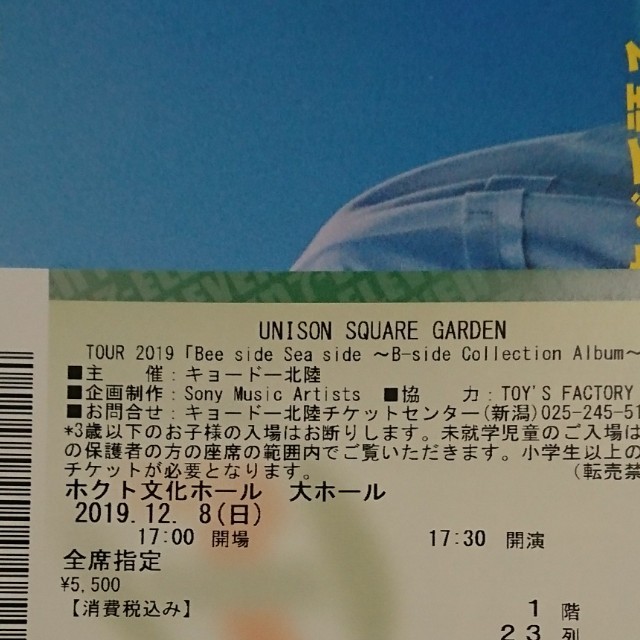 UNISON SQUARE GARDEN
TOUR 2019「Bee side Sea side ～B-side Collection Album～
■主　　催：キョードー北陸
■企画制作：Sony Music Artists　■協　　力：TOY'S FACTORY
■お問合せ：キョードー北陸チケットセンター(新潟)025-245-51
*3歳以下のお子様の入場はお断りします。未就学児童のご入場は
の保護者の方の座席の範囲内でご覧いただきます。小学生以上の
チケットが必要となります。　　　　　　　　　　　（転売禁
ホクト文化ホール　大ホール
2019.12. 8(日)
17:00 開場　　　　17:30 開演
全席指定
¥5,500
【消費税込み】　　　　1 階
23 列